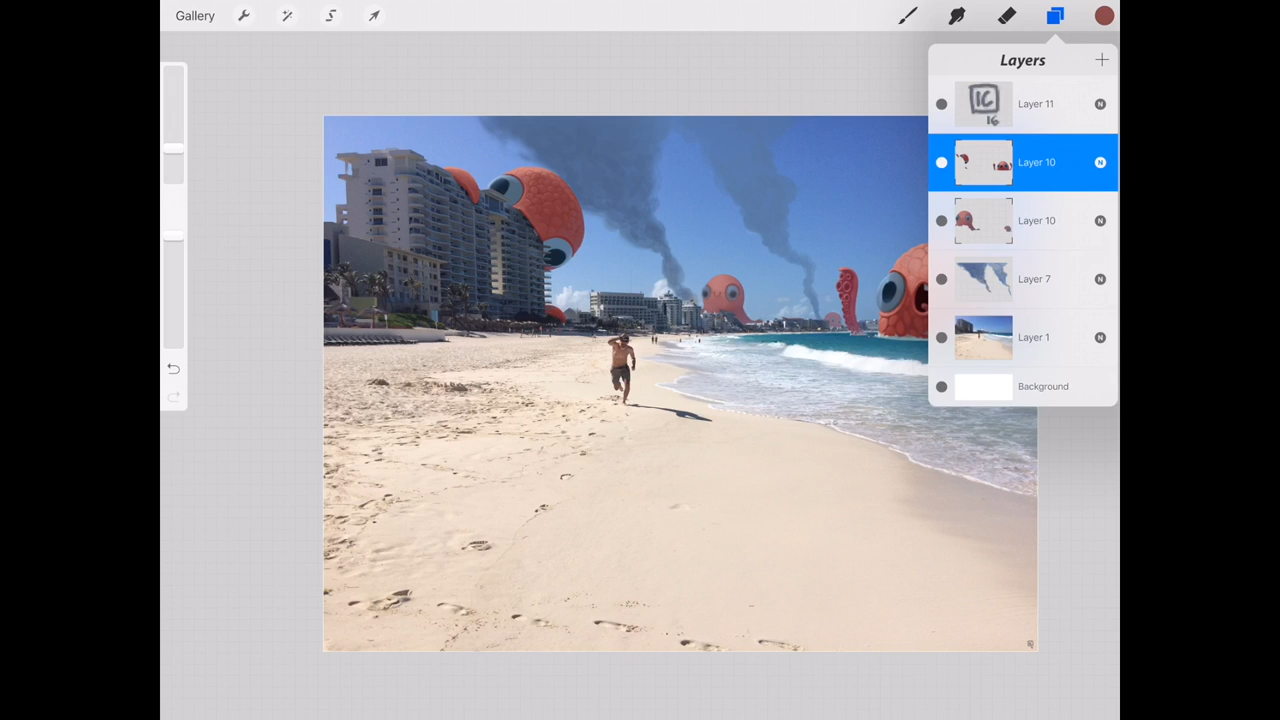 Gallery
Layers
IC
16
Layer 11
N
Layer 10
N
Layer 10
N
Layer 7
N
Layer 1
N
Background